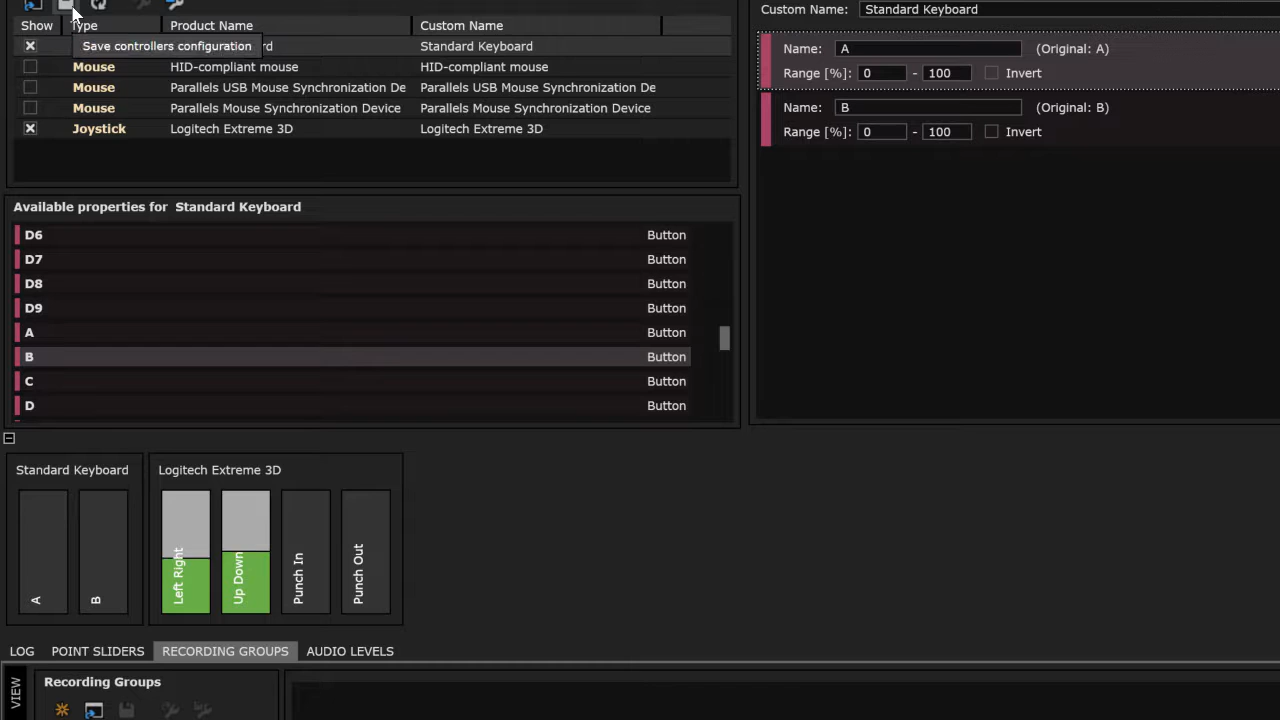 Custom Name: Standard Keyboard
Show Type Product Name Custom Name
Save controllers configuration
Standard Keyboard
Mouse HID-compliant mouse HID-compliant mouse
Mouse Parallels USB Mouse Synchronization De Parallels USB Mouse Synchronization De
Mouse Parallels Mouse Synchronization Device Parallels Mouse Synchronization Device
Joystick Logitech Extreme 3D Logitech Extreme 3D
Name: A (Original: A)
Range [%]: 0 - 100 Invert
Name: B (Original: B)
Range [%]: 0 - 100 Invert
Available properties for Standard Keyboard
D6 Button
D7 Button
D8 Button
D9 Button
A Button
B Button
C Button
D Button
Standard Keyboard
A
B
Logitech Extreme 3D
Left Right
Up Down
Punch In
Punch Out
LOG POINT SLIDERS RECORDING GROUPS AUDIO LEVELS
VIEW
Recording Groups